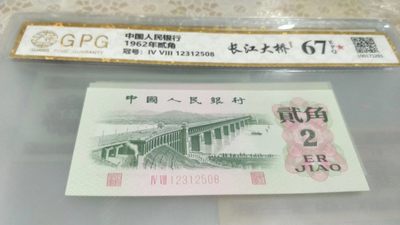 GPG
中国人民银行
1962年贰角
冠号: IV VIII 12312508
长江大桥
67 EPQ ★
中國人民銀行
貳角
2
ER
JIAO
IV VIII 12312508